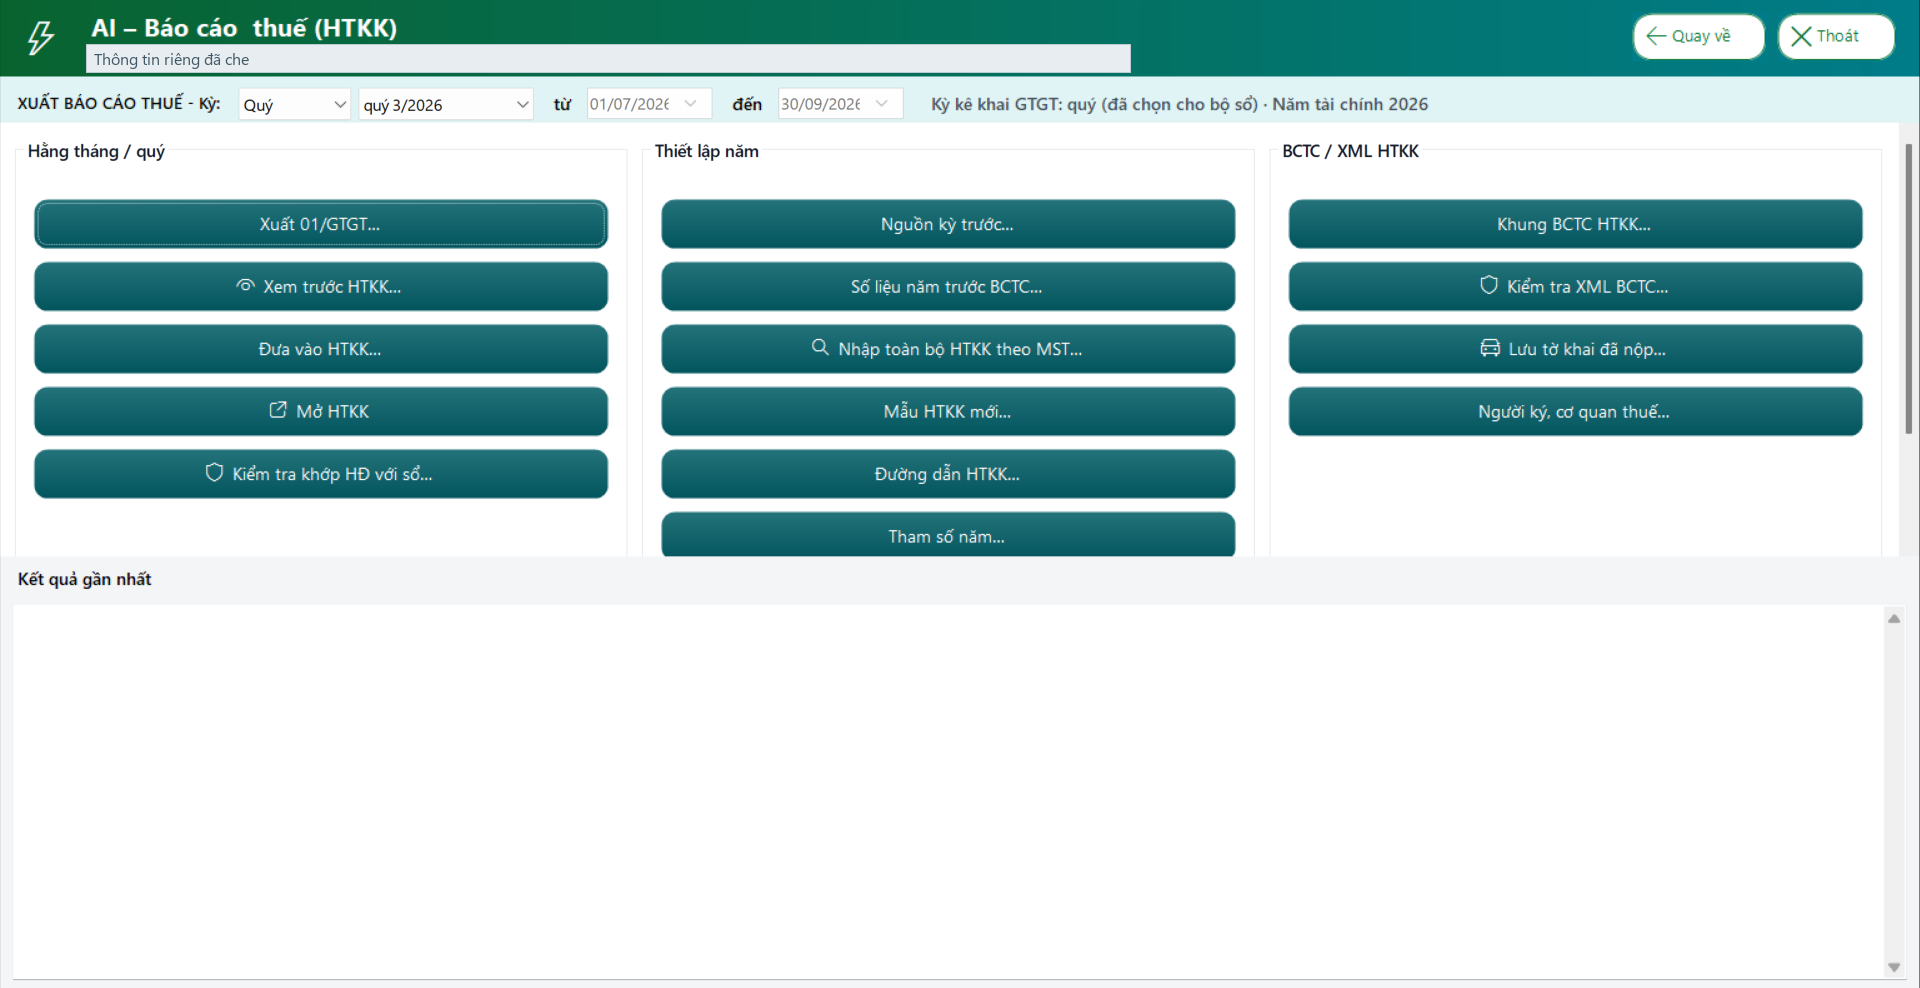 AI – Báo cáo  thuế (HTKK)
Thông tin riêng đã che
Quay về
Thoát
XUẤT BÁO CÁO THUẾ - Kỳ:
Quý
quý 3/2026
từ
01/07/2026
đến
30/09/2026
Kỳ kê khai GTGT: quý (đã chọn cho bộ sổ) · Năm tài chính 2026
Hằng tháng / quý
Xuất 01/GTGT...
Xem trước HTKK...
Đưa vào HTKK...
Mở HTKK
Kiểm tra khớp HĐ với sổ...
Thiết lập năm
Nguồn kỳ trước...
Số liệu năm trước BCTC...
Nhập toàn bộ HTKK theo MST...
Mẫu HTKK mới...
Đường dẫn HTKK...
Tham số năm...
BCTC / XML HTKK
Khung BCTC HTKK...
Kiểm tra XML BCTC...
Lưu tờ khai đã nộp...
Người ký, cơ quan thuế...
Kết quả gần nhất